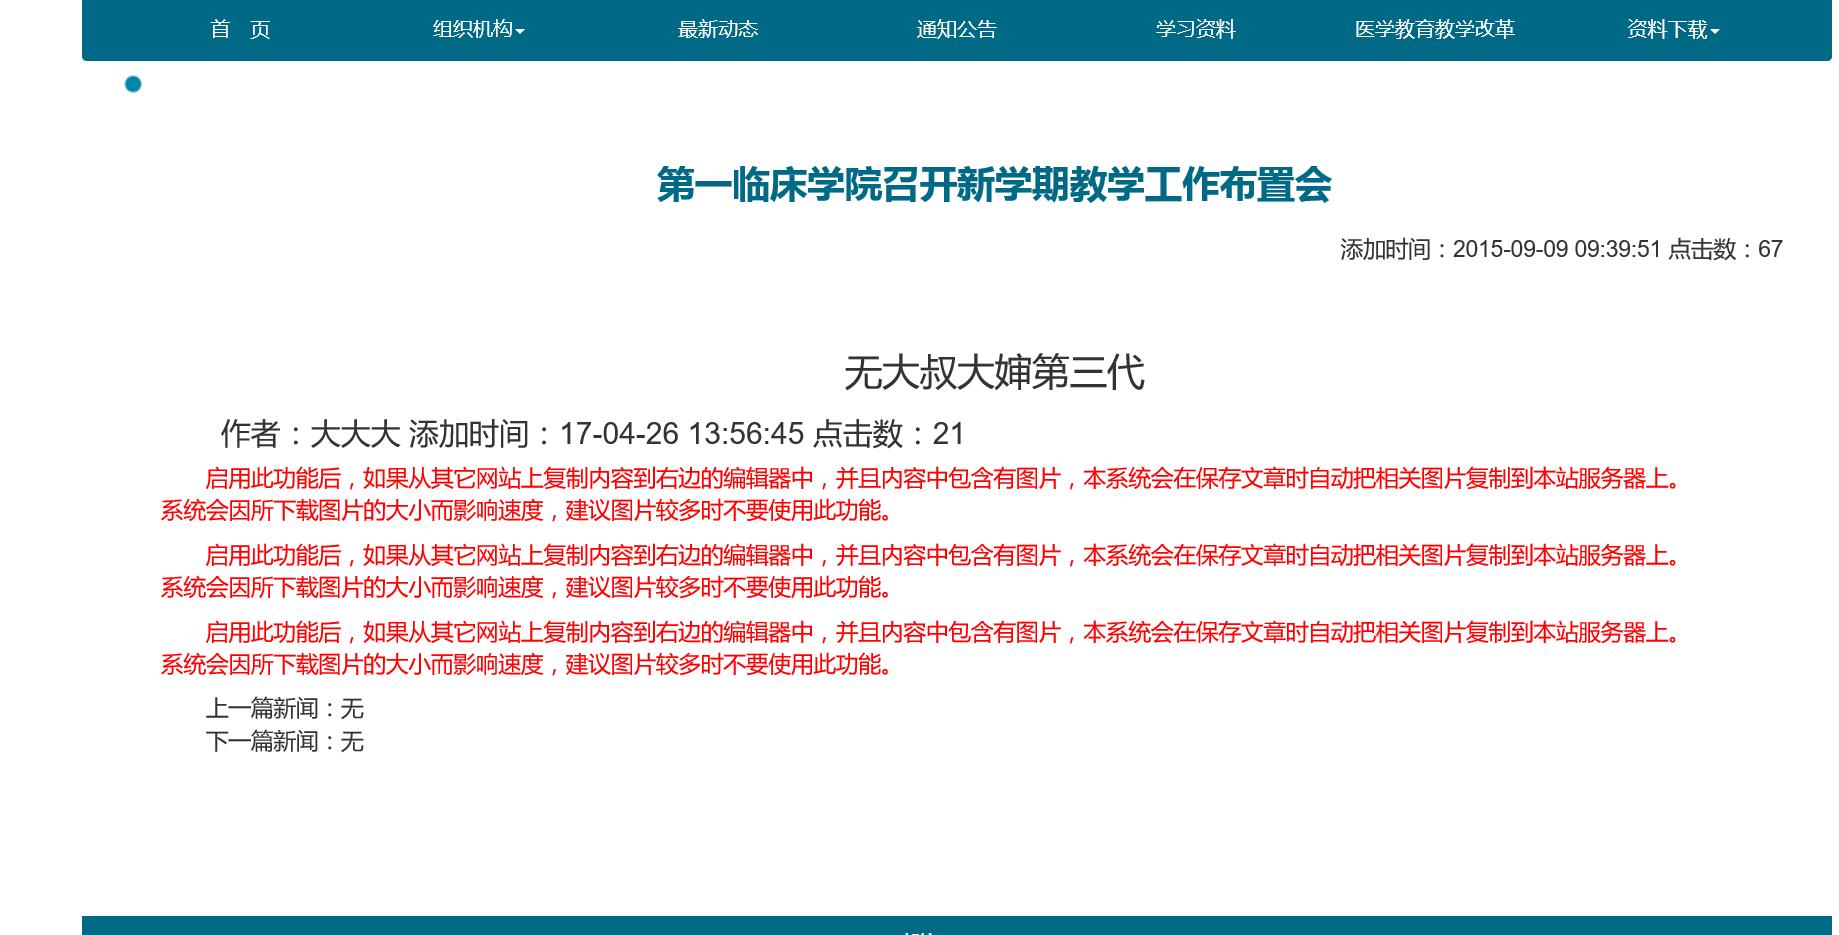 首 页 组织机构 最新动态 通知公告 学习资料 医学教育教学改革 资料下载
第一临床学院召开新学期教学工作布置会
添加时间：2015-09-09 09:39:51 点击数：67
无大叔大婶第三代
作者：大大大 添加时间：17-04-26 13:56:45 点击数：21
启用此功能后，如果从其它网站上复制内容到右边的编辑器中，并且内容中包含有图片，本系统会在保存文章时自动把相关图片复制到本站服务器上。
系统会因所下载图片的大小而影响速度，建议图片较多时不要使用此功能。
启用此功能后，如果从其它网站上复制内容到右边的编辑器中，并且内容中包含有图片，本系统会在保存文章时自动把相关图片复制到本站服务器上。
系统会因所下载图片的大小而影响速度，建议图片较多时不要使用此功能。
启用此功能后，如果从其它网站上复制内容到右边的编辑器中，并且内容中包含有图片，本系统会在保存文章时自动把相关图片复制到本站服务器上。
系统会因所下载图片的大小而影响速度，建议图片较多时不要使用此功能。
上一篇新闻：无
下一篇新闻：无